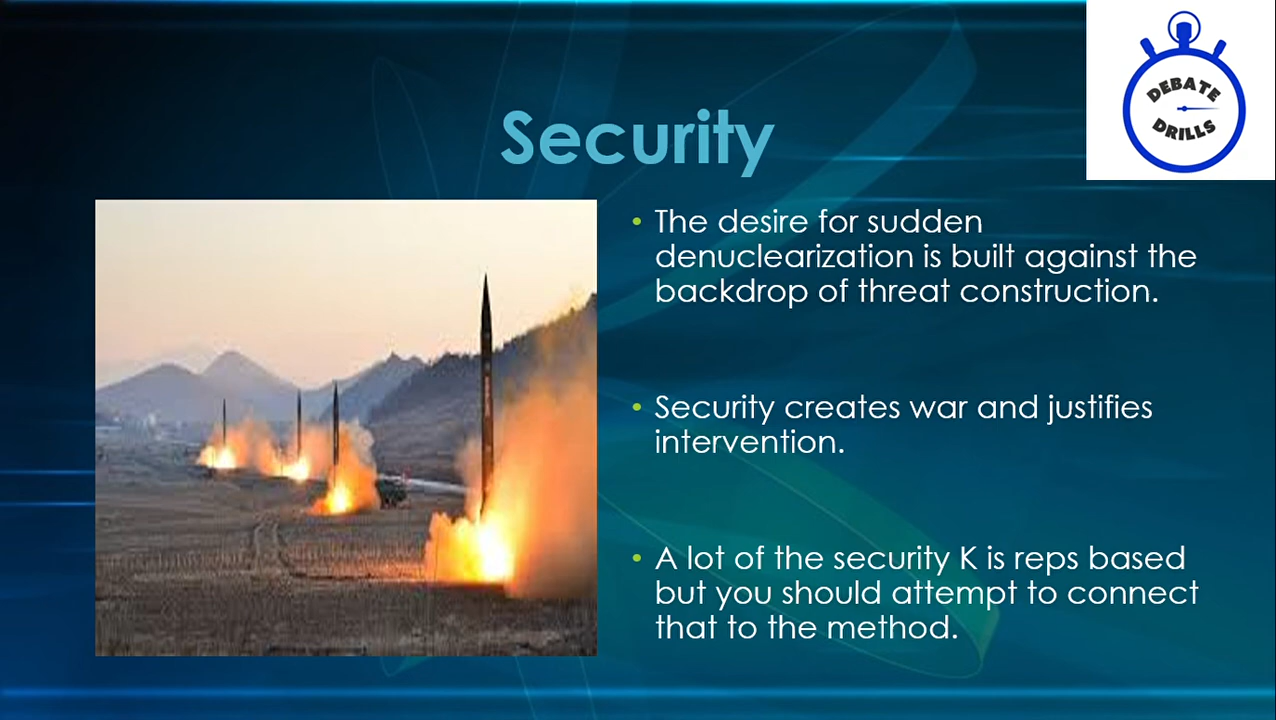 DEBATE
DRILLS
Security
• The desire for sudden
denuclearization is built against the
backdrop of threat construction.
• Security creates war and justifies
intervention.
• A lot of the security K is reps based
but you should attempt to connect
that to the method.